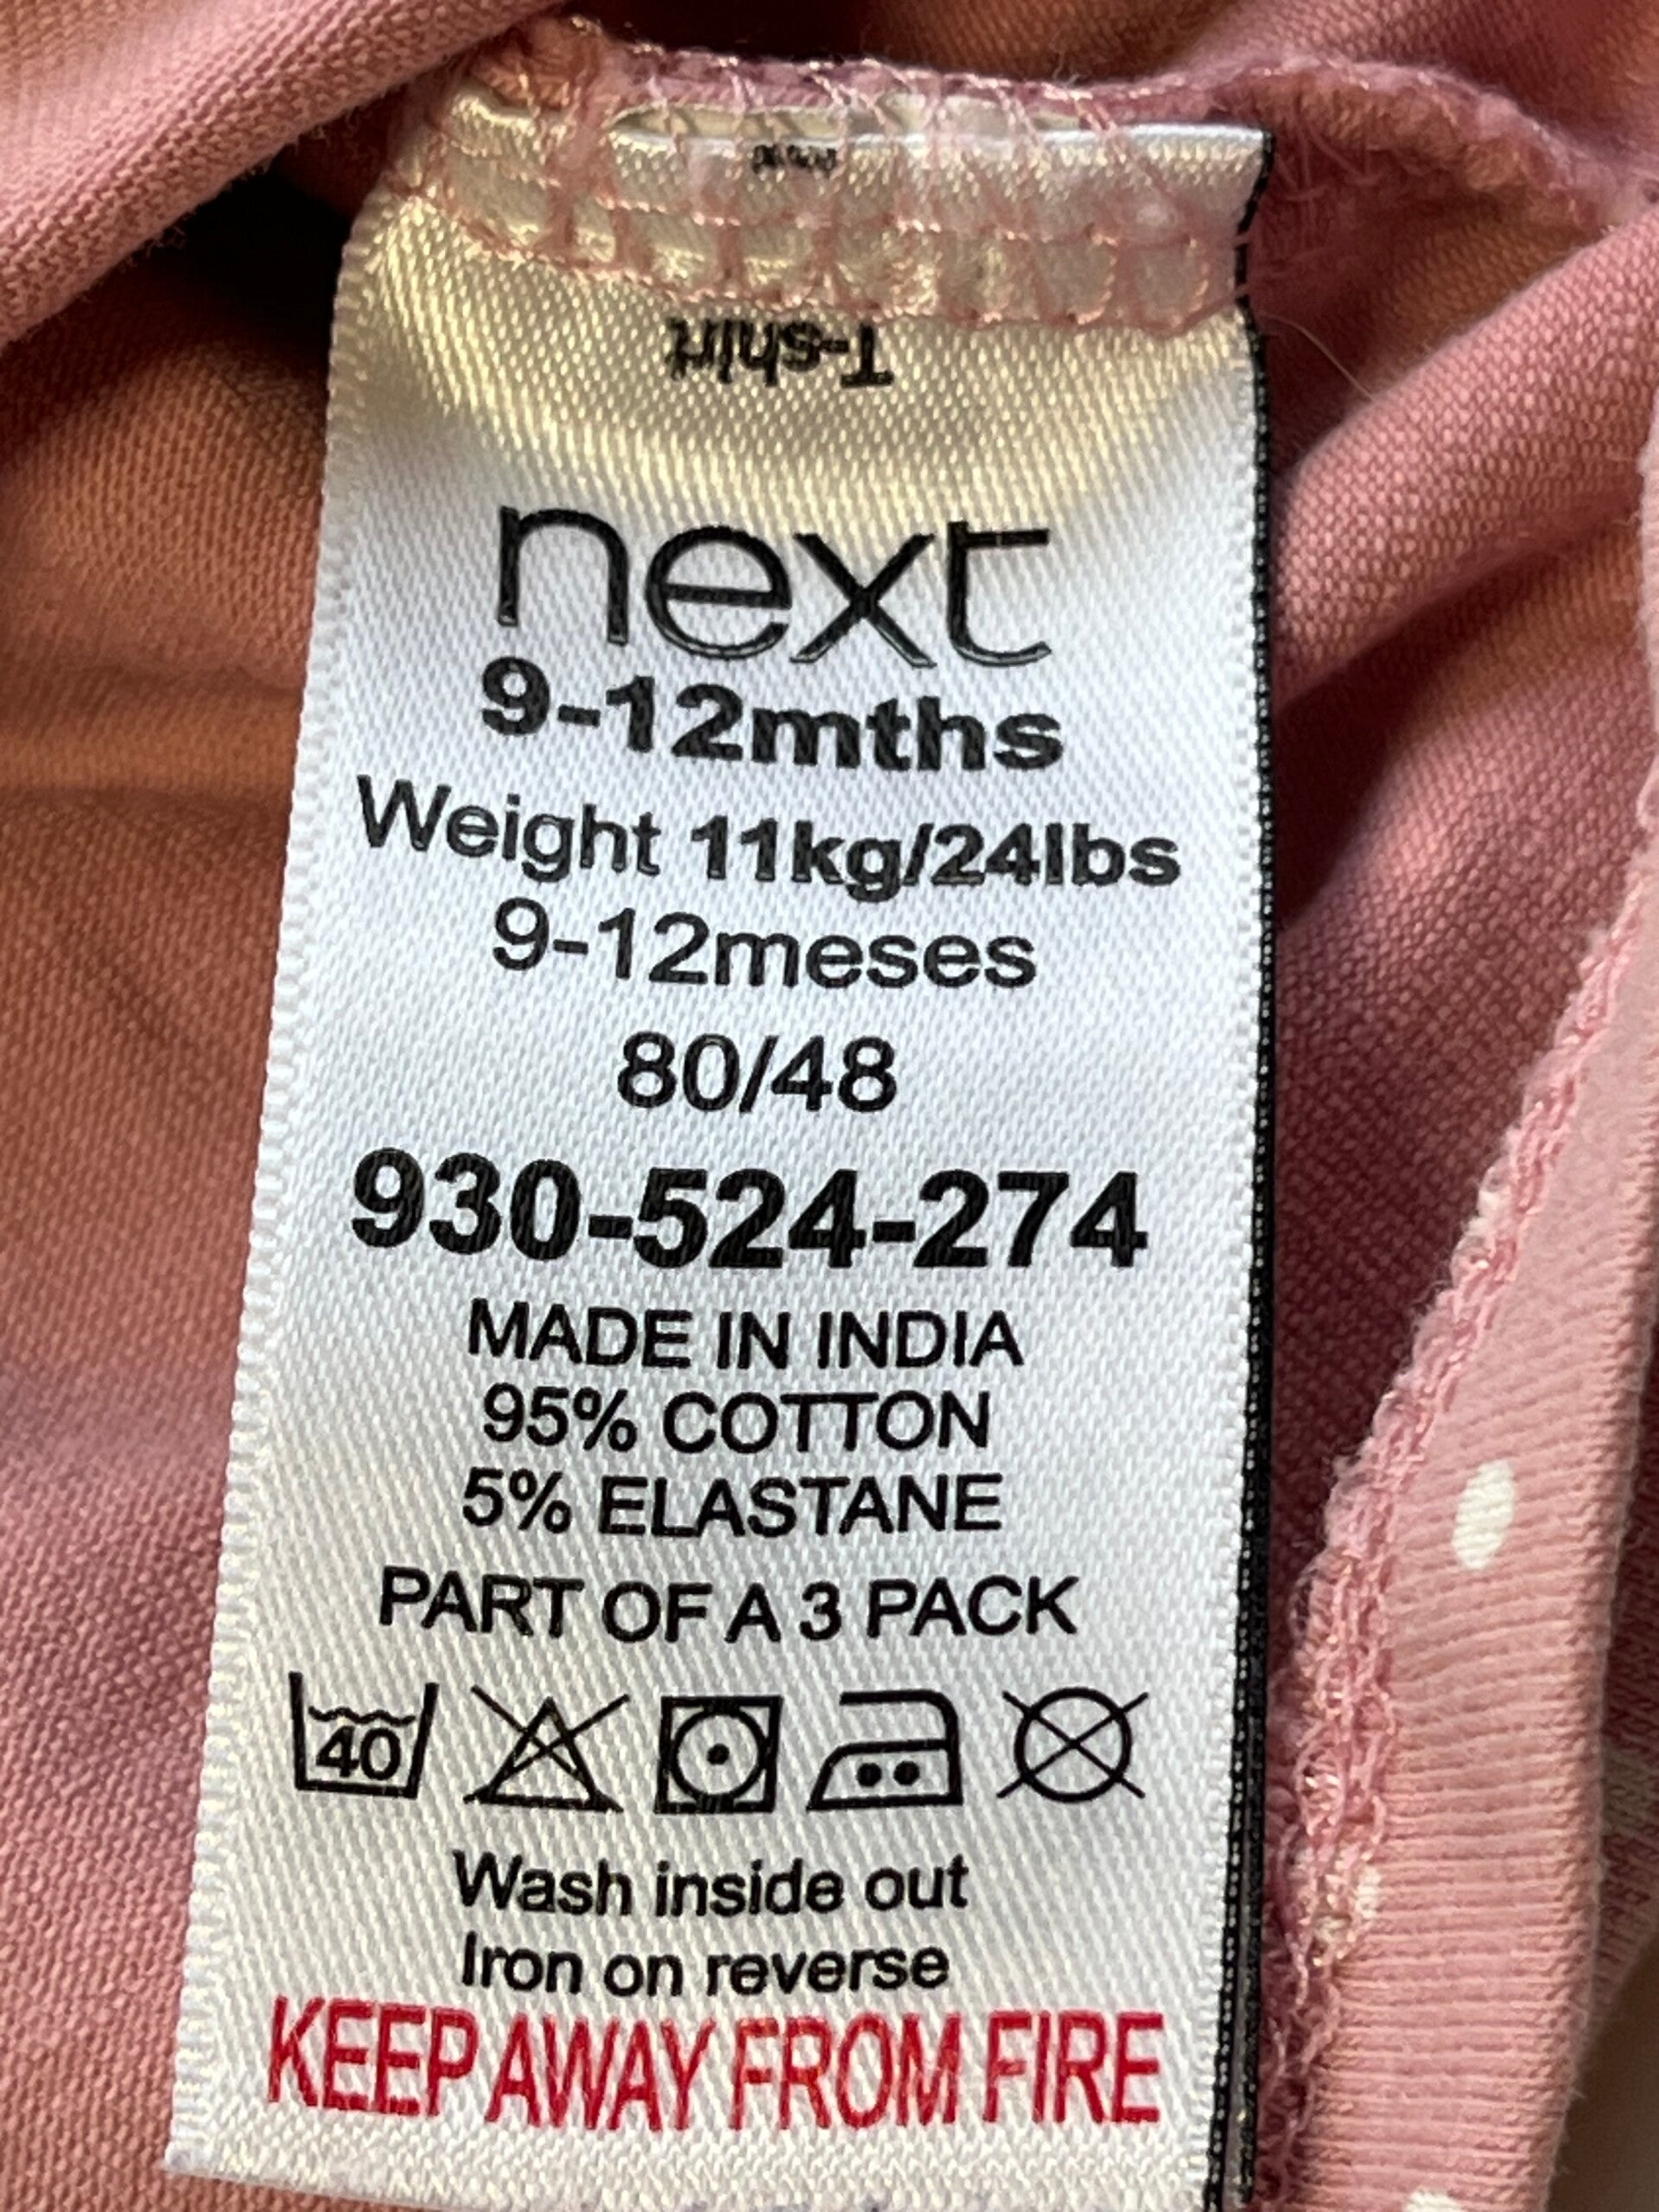 T-shirt
next
9-12mths
Weight 11kg/24lbs
9-12meses
80/48
930-524-274
MADE IN INDIA
95% COTTON
5% ELASTANE
PART OF A 3 PACK
40
Wash inside out
Iron on reverse
KEEP AWAY FROM FIRE